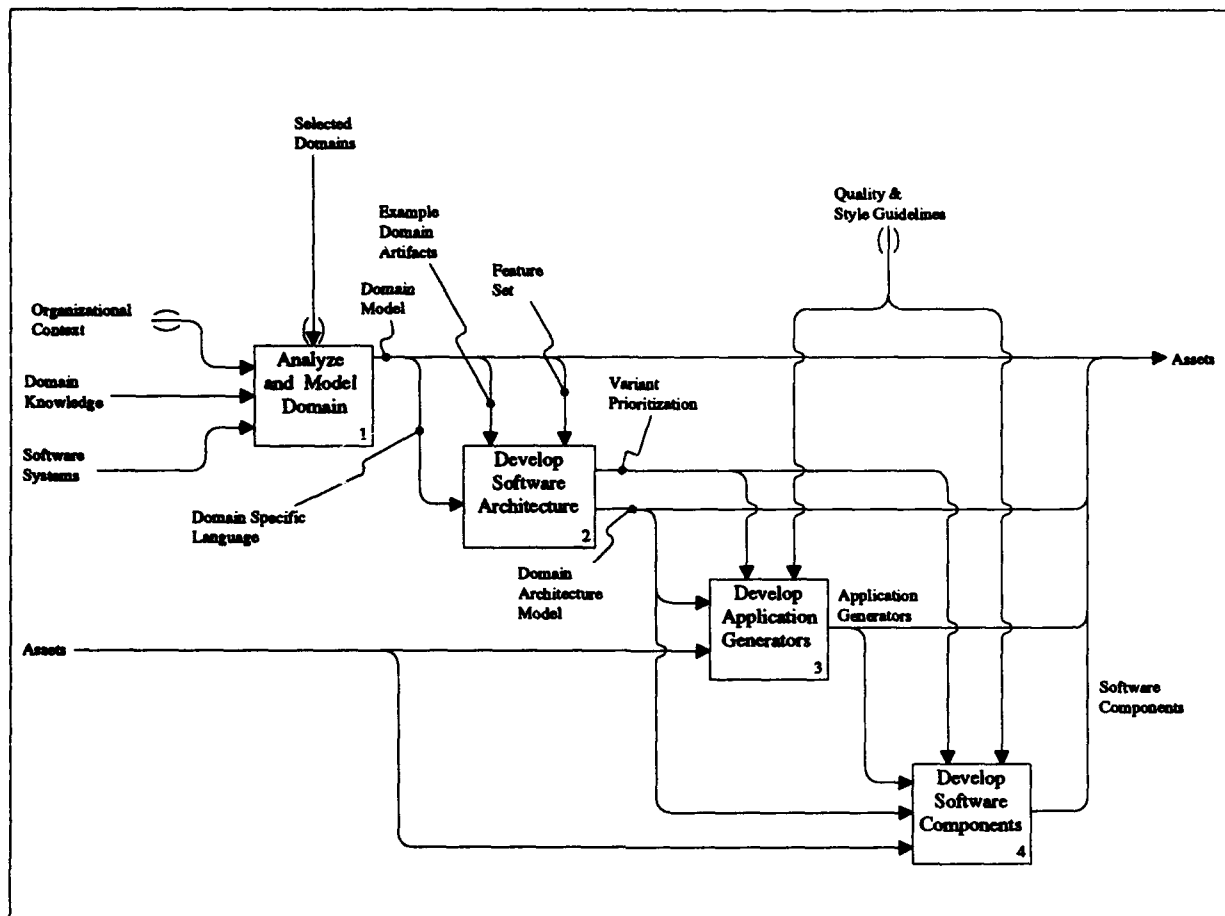 Selected
Domains
Quality &
Style Guidelines
Example
Domain
Artifacts
Feature
Set
Domain
Model
Organizational
Context
Analyze
and Model
Domain
1
Assets
Domain
Knowledge
Variant
Prioritization
Software
Systems
Develop
Software
Architecture
2
Domain Specific
Language
Domain
Architecture
Model
Develop
Application
Generators
3
Application
Generators
Assets
Software
Components
Develop
Software
Components
4